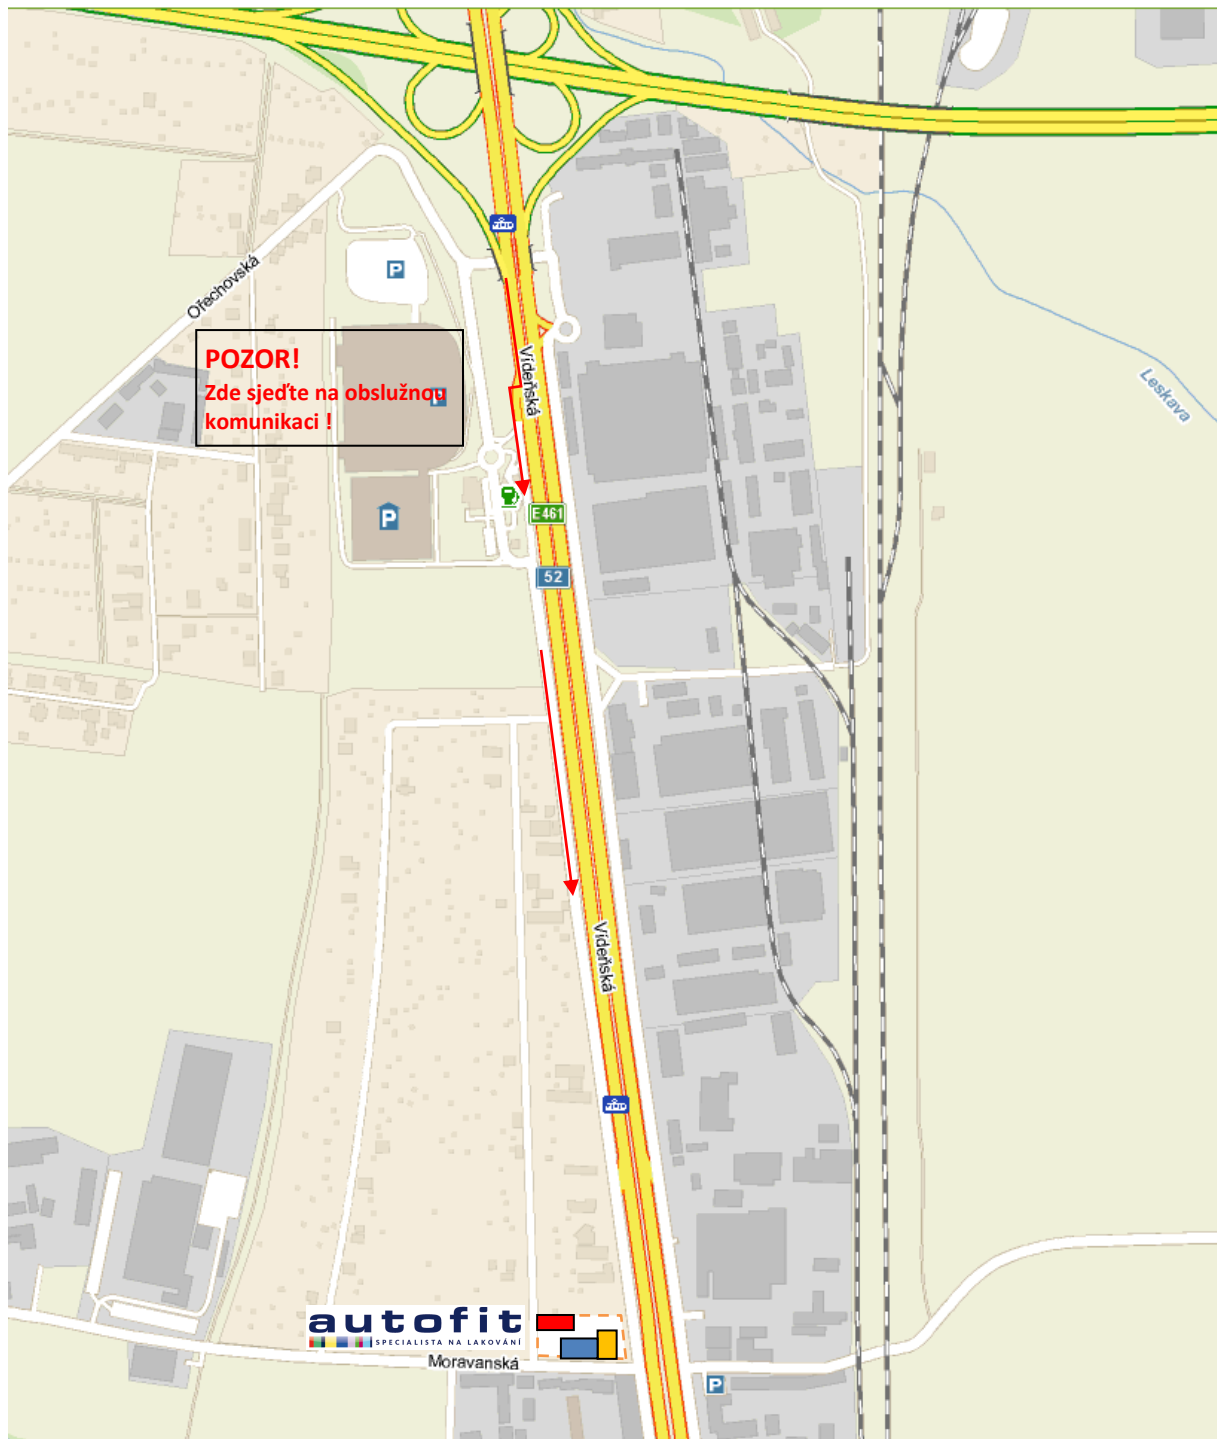 Ořechovská
P
POZOR!
Zde sjeďte na obslužnou
komunikaci !
P
Vídeňská
Leskava
P
E461
52
Vídeňská
autofit
SPECIALISTA NA LAKOVÁNÍ
Moravanská
P